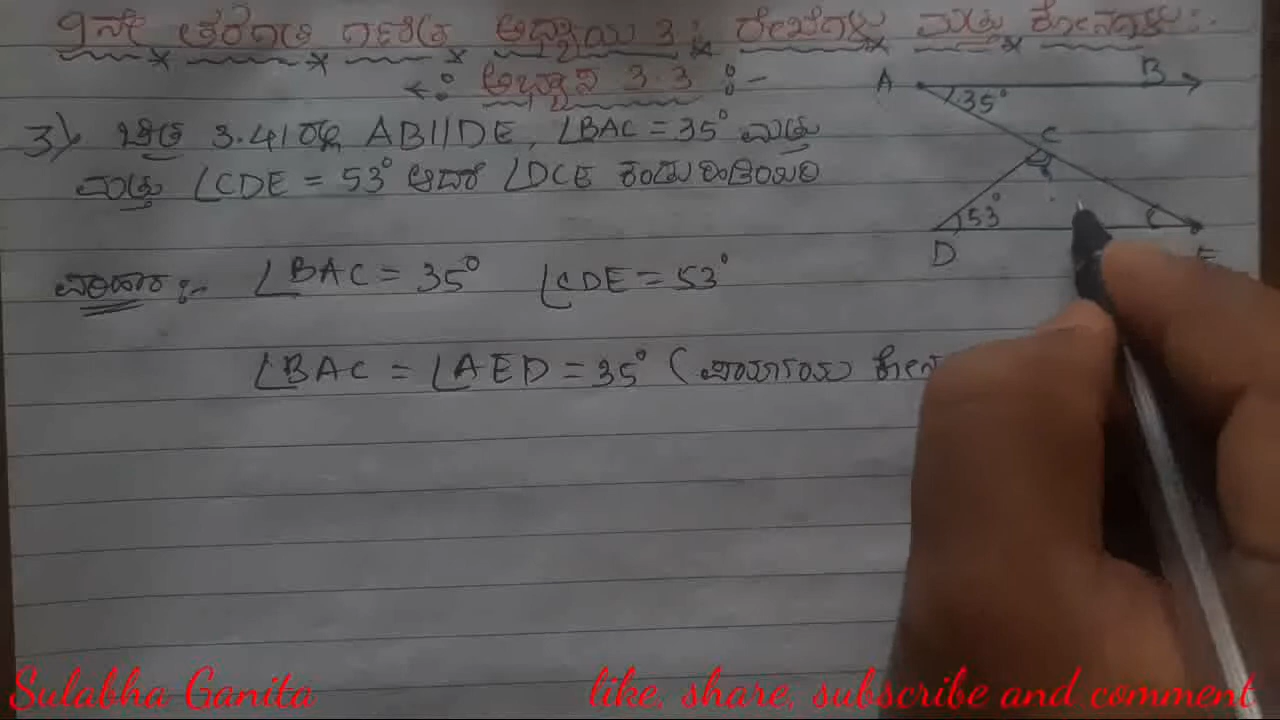 9ನೇ ತರಗತಿ ಗಣಿತ ಅಧ್ಯಾಯ 3: ರೇಖೆಗಳು ಮತ್ತು ಕೋನಗಳು:-
ಅಭ್ಯಾಸ 3.3 :-
3) ಚಿತ್ರ 3.41ರಲ್ಲಿ AB//DE, ∠BAC = 35° ಮತ್ತು
ಮತ್ತು ∠CDE = 53° ಆದರೆ ∠DCE ಕಂಡು ಹಿಡಿಯಿರಿ
A B 35° C ? 53° D E
ಪರಿಹಾರ :- ∠BAC = 35° ∠CDE = 53°
∠BAC = ∠AED = 35° ( ಪರ್ಯಾಯ ಕೋನ
Sulabha Ganita like, share, subscribe and comment